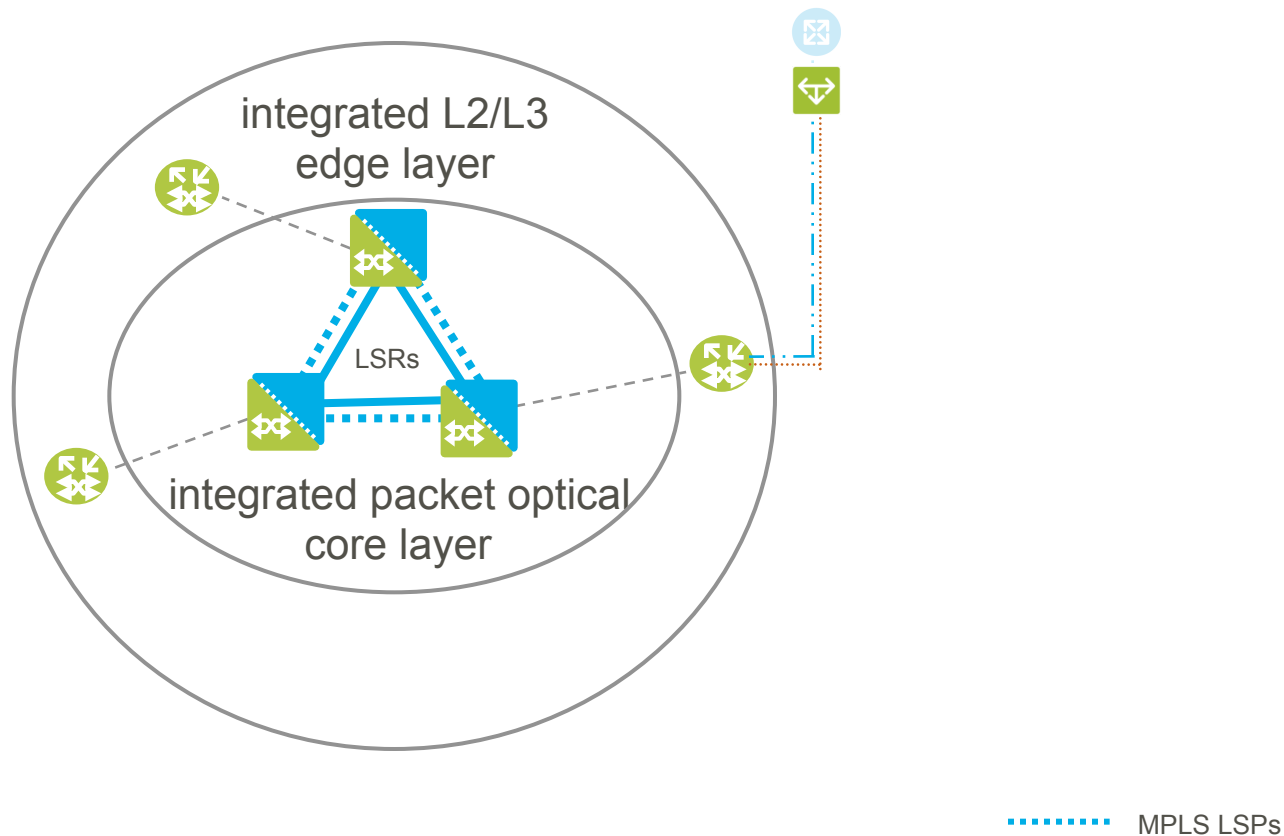 integrated L2/L3
edge layer
LSRs
integrated packet optical
core layer
MPLS LSPs